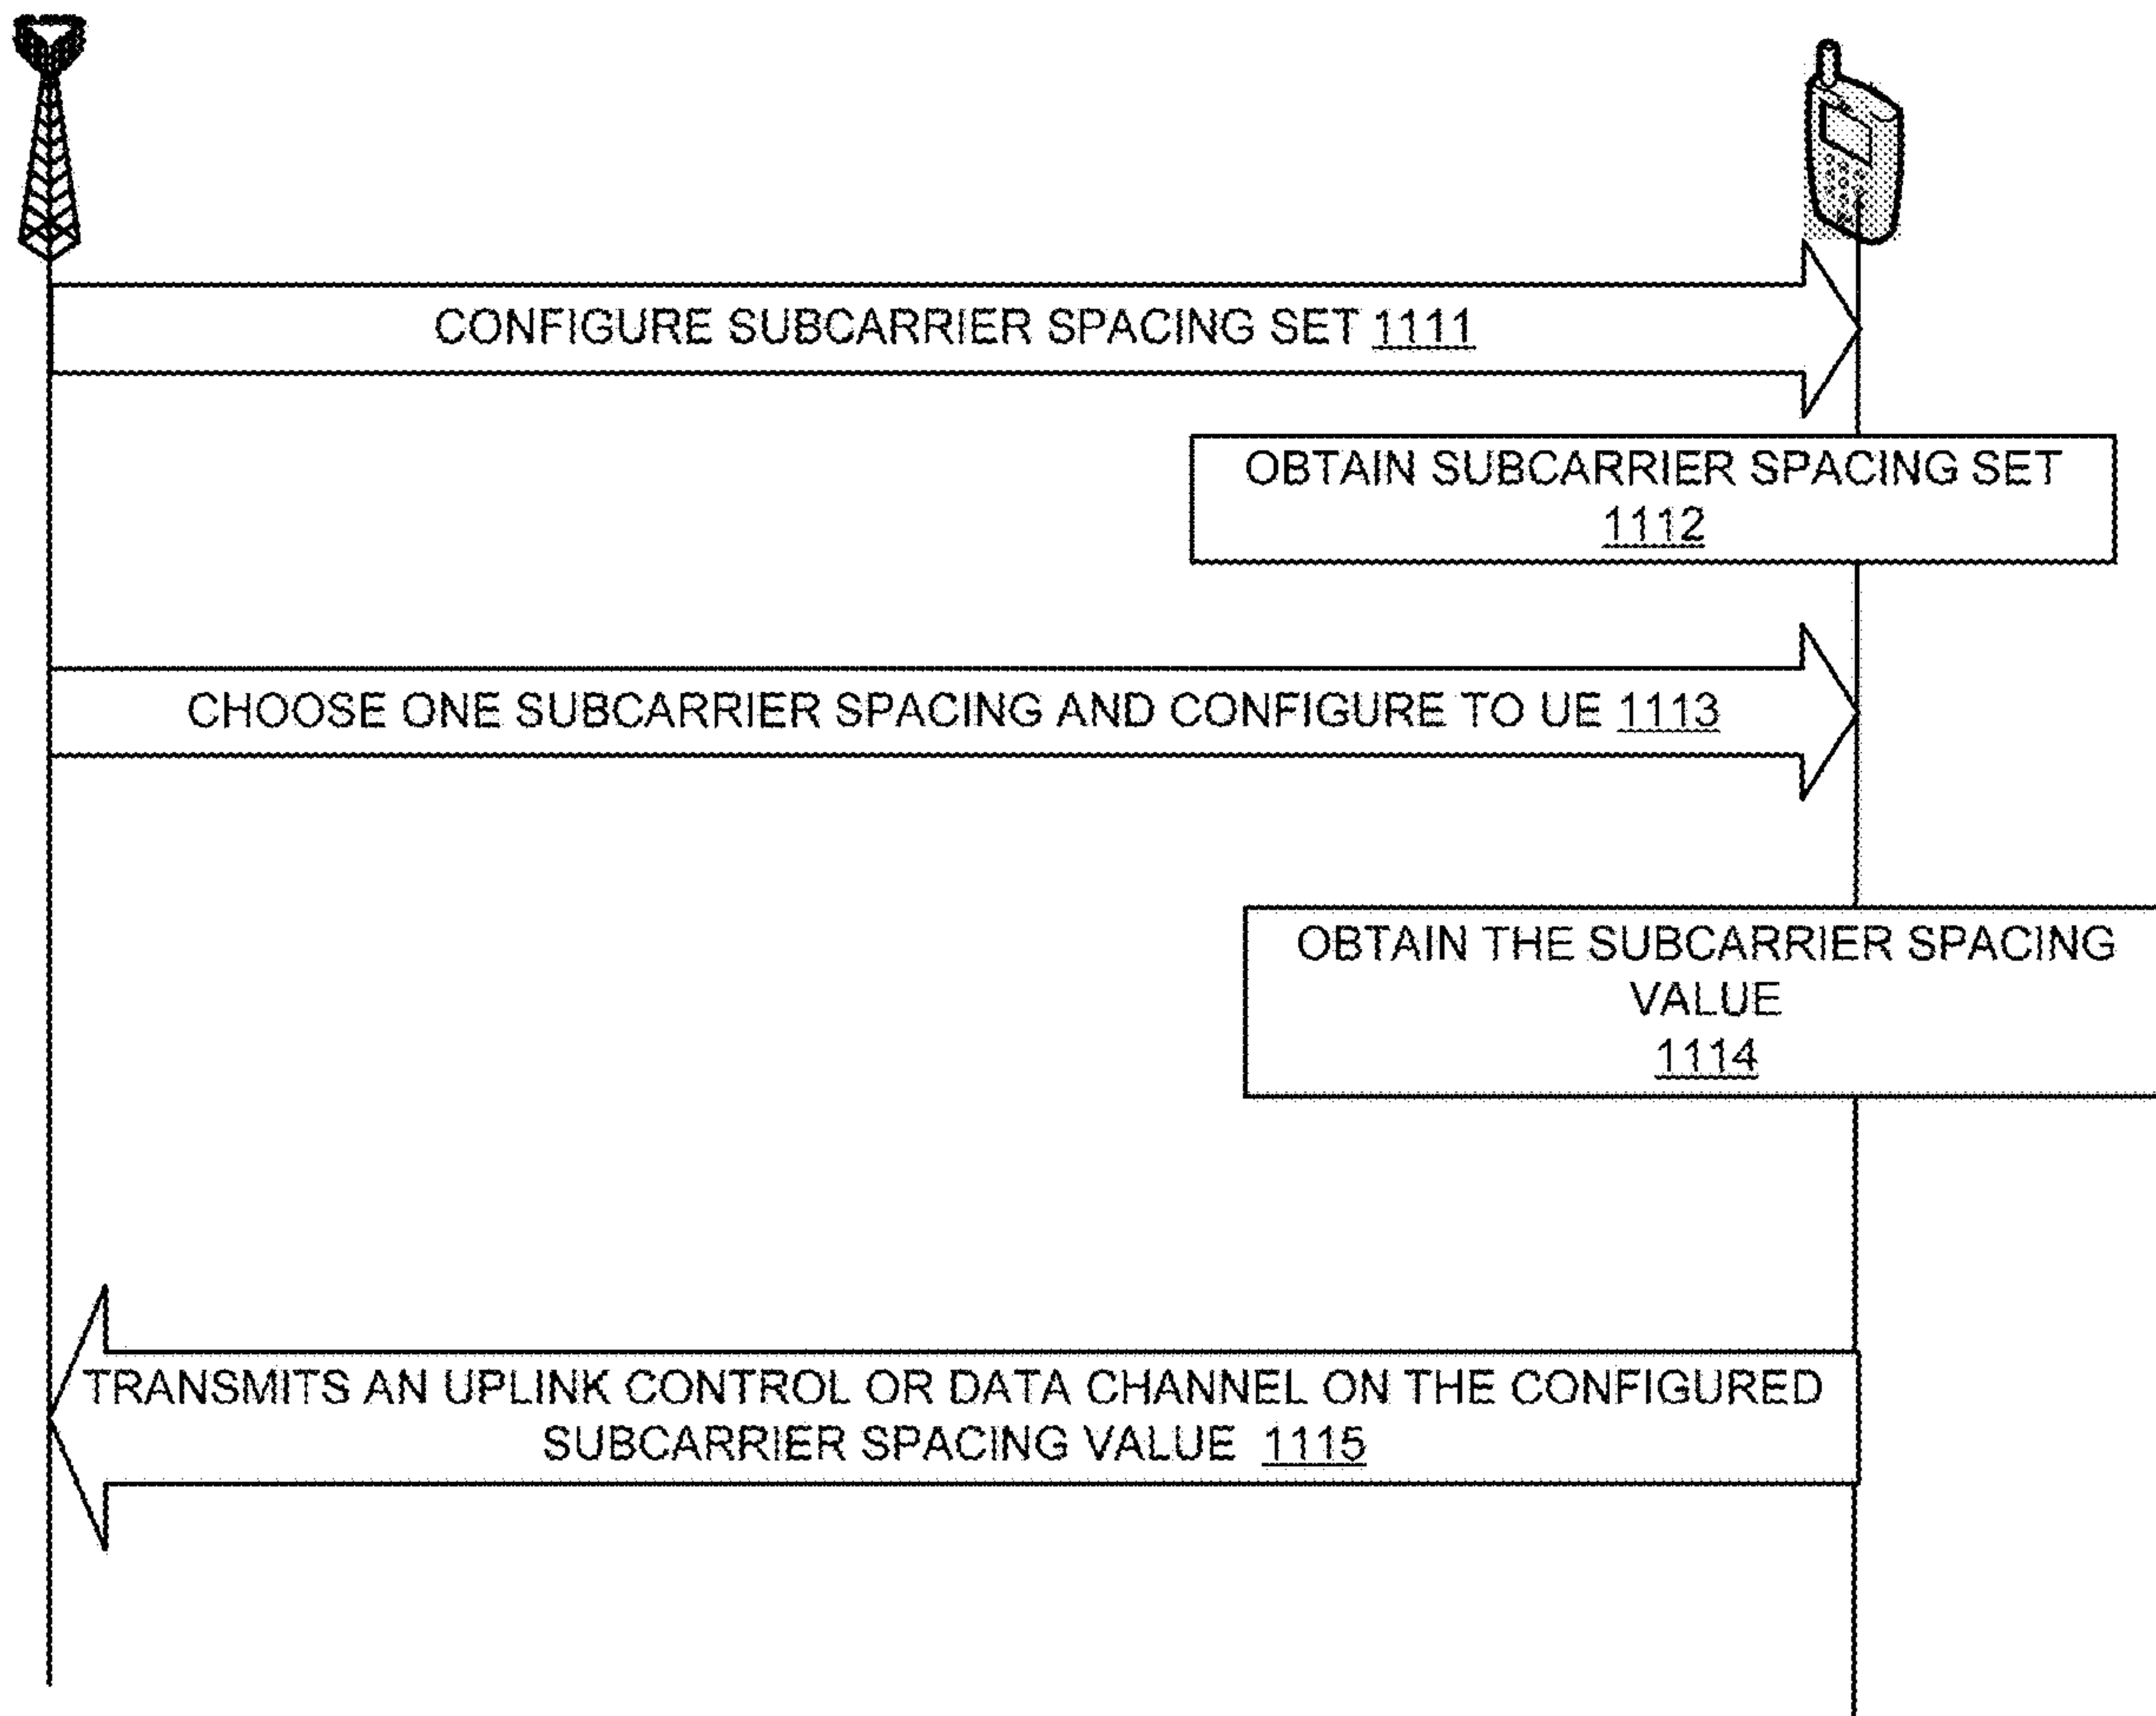 CONFIGURE SUBCARRIER SPACING SET 1111
OBTAIN SUBCARRIER SPACING SET
1112
CHOOSE ONE SUBCARRIER SPACING AND CONFIGURE TO UE 1113
OBTAIN THE SUBCARRIER SPACING
VALUE
1114
TRANSMITS AN UPLINK CONTROL OR DATA CHANNEL ON THE CONFIGURED
SUBCARRIER SPACING VALUE 1115